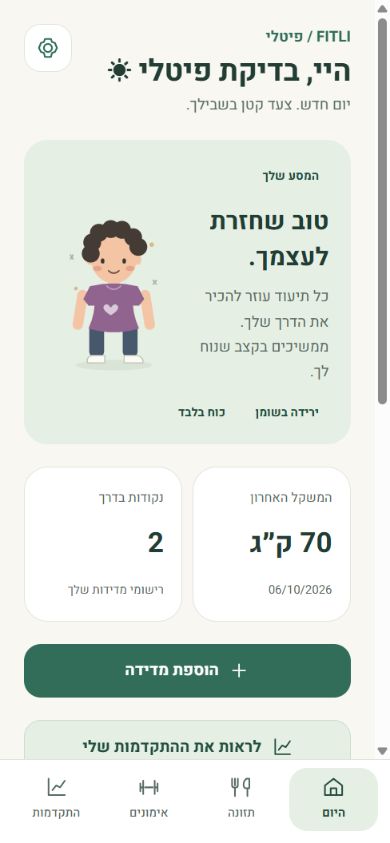 FITLI / פיטלי
היי, בדיקת פיטלי
יום חדש. צעד קטן בשבילך.
המסע שלך
טוב שחזרת
לעצמך.
כל תיעוד עוזר להכיר
את הדרך שלך.
ממשיכים בקצב שנוח
לך.
ירידה בשומן
כוח בלבד
המשקל האחרון
70 ק״ג
06/10/2026
נקודות בדרך
2
רישומי מדידות שלך
הוספת מדידה
לראות את ההתקדמות שלי
היום
תזונה
אימונים
התקדמות